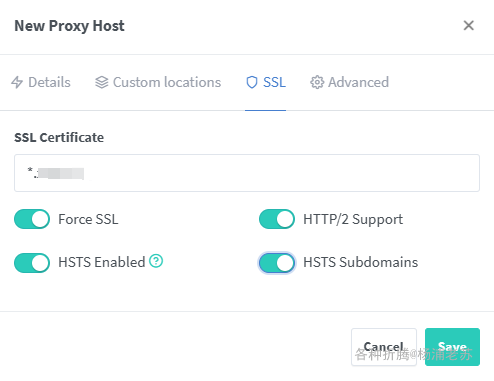 New Proxy Host
Details Custom locations SSL Advanced
SSL Certificate
*.
Force SSL HTTP/2 Support
HSTS Enabled HSTS Subdomains
Cancel Save
各种折腾@杨浦老苏